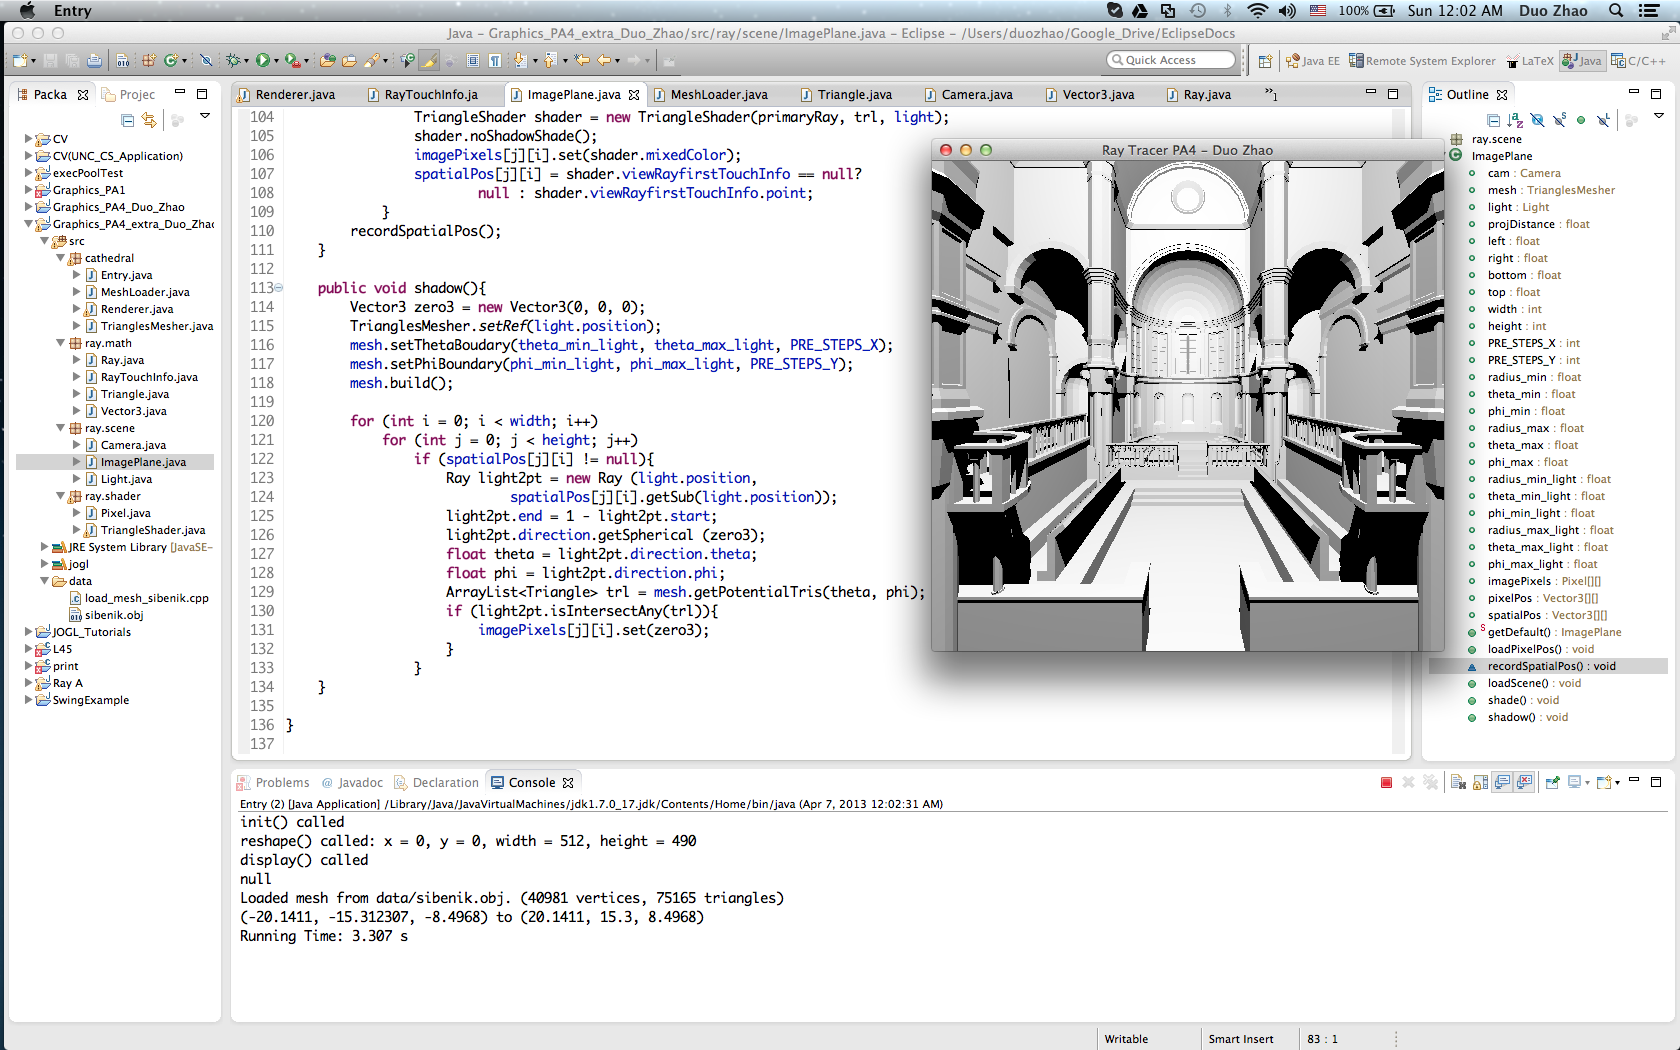 Entry
100%
Sun 12:02 AM
Duo Zhao
Java – Graphics_PA4_extra_Duo_Zhao/src/ray/scene/ImagePlane.java – Eclipse – /Users/duozhao/Google_Drive/EclipseDocs
Quick Access
Java EE
Remote System Explorer
LaTeX
Java
C/C++
Packa
Projec
CV
CV(UNC_CS_Application)
execPoolTest
Graphics_PA1
Graphics_PA4_Duo_Zhao
Graphics_PA4_extra_Duo_Zhao
src
cathedral
Entry.java
MeshLoader.java
Renderer.java
TrianglesMesher.java
ray.math
Ray.java
RayTouchInfo.java
Triangle.java
Vector3.java
ray.scene
Camera.java
ImagePlane.java
Light.java
ray.shader
Pixel.java
TriangleShader.java
JRE System Library [JavaSE-
jogl
data
load_mesh_sibenik.cpp
sibenik.obj
JOGL_Tutorials
L45
print
Ray A
SwingExample
Renderer.java
RayTouchInfo.ja
ImagePlane.java
MeshLoader.java
Triangle.java
Camera.java
Vector3.java
Ray.java
»1
104 TriangleShader shader = new TriangleShader(primaryRay, trl, light);
105 shader.noShadowShade();
106 imagePixels[j][i].set(shader.mixedColor);
107 spatialPos[j][i] = shader.viewRayfirstTouchInfo == null?
108 null : shader.viewRayfirstTouchInfo.point;
109 }
110 recordSpatialPos();
111 }
112
113 public void shadow(){
114 Vector3 zero3 = new Vector3(0, 0, 0);
115 TrianglesMesher.setRef(light.position);
116 mesh.setThetaBoudary(theta_min_light, theta_max_light, PRE_STEPS_X);
117 mesh.setPhiBoundary(phi_min_light, phi_max_light, PRE_STEPS_Y);
118 mesh.build();
119
120 for (int i = 0; i < width; i++)
121 for (int j = 0; j < height; j++)
122 if (spatialPos[j][i] != null){
123 Ray light2pt = new Ray (light.position,
124 spatialPos[j][i].getSub(light.position));
125 light2pt.end = 1 - light2pt.start;
126 light2pt.direction.getSpherical (zero3);
127 float theta = light2pt.direction.theta;
128 float phi = light2pt.direction.phi;
129 ArrayList<Triangle> trl = mesh.getPotentialTris(theta, phi);
130 if (light2pt.isIntersectAny(trl)){
131 imagePixels[j][i].set(zero3);
132 }
133 }
134 }
135
136 }
137
Ray Tracer PA4 – Duo Zhao
Outline
ray.scene
ImagePlane
cam : Camera
mesh : TrianglesMesher
light : Light
projDistance : float
left : float
right : float
bottom : float
top : float
width : int
height : int
PRE_STEPS_X : int
PRE_STEPS_Y : int
radius_min : float
theta_min : float
phi_min : float
radius_max : float
theta_max : float
phi_max : float
radius_min_light : float
theta_min_light : float
phi_min_light : float
radius_max_light : float
theta_max_light : float
phi_max_light : float
imagePixels : Pixel[][]
pixelPos : Vector3[][]
spatialPos : Vector3[][]
getDefault() : ImagePlane
loadPixelPos() : void
recordSpatialPos() : void
loadScene() : void
shade() : void
shadow() : void
Problems
@ Javadoc
Declaration
Console
Entry (2) [Java Application] /Library/Java/JavaVirtualMachines/jdk1.7.0_17.jdk/Contents/Home/bin/java (Apr 7, 2013 12:02:31 AM)
init() called
reshape() called: x = 0, y = 0, width = 512, height = 490
display() called
null
Loaded mesh from data/sibenik.obj. (40981 vertices, 75165 triangles)
(-20.1411, -15.312307, -8.4968) to (20.1411, 15.3, 8.4968)
Running Time: 3.307 s
Writable
Smart Insert
83 : 1